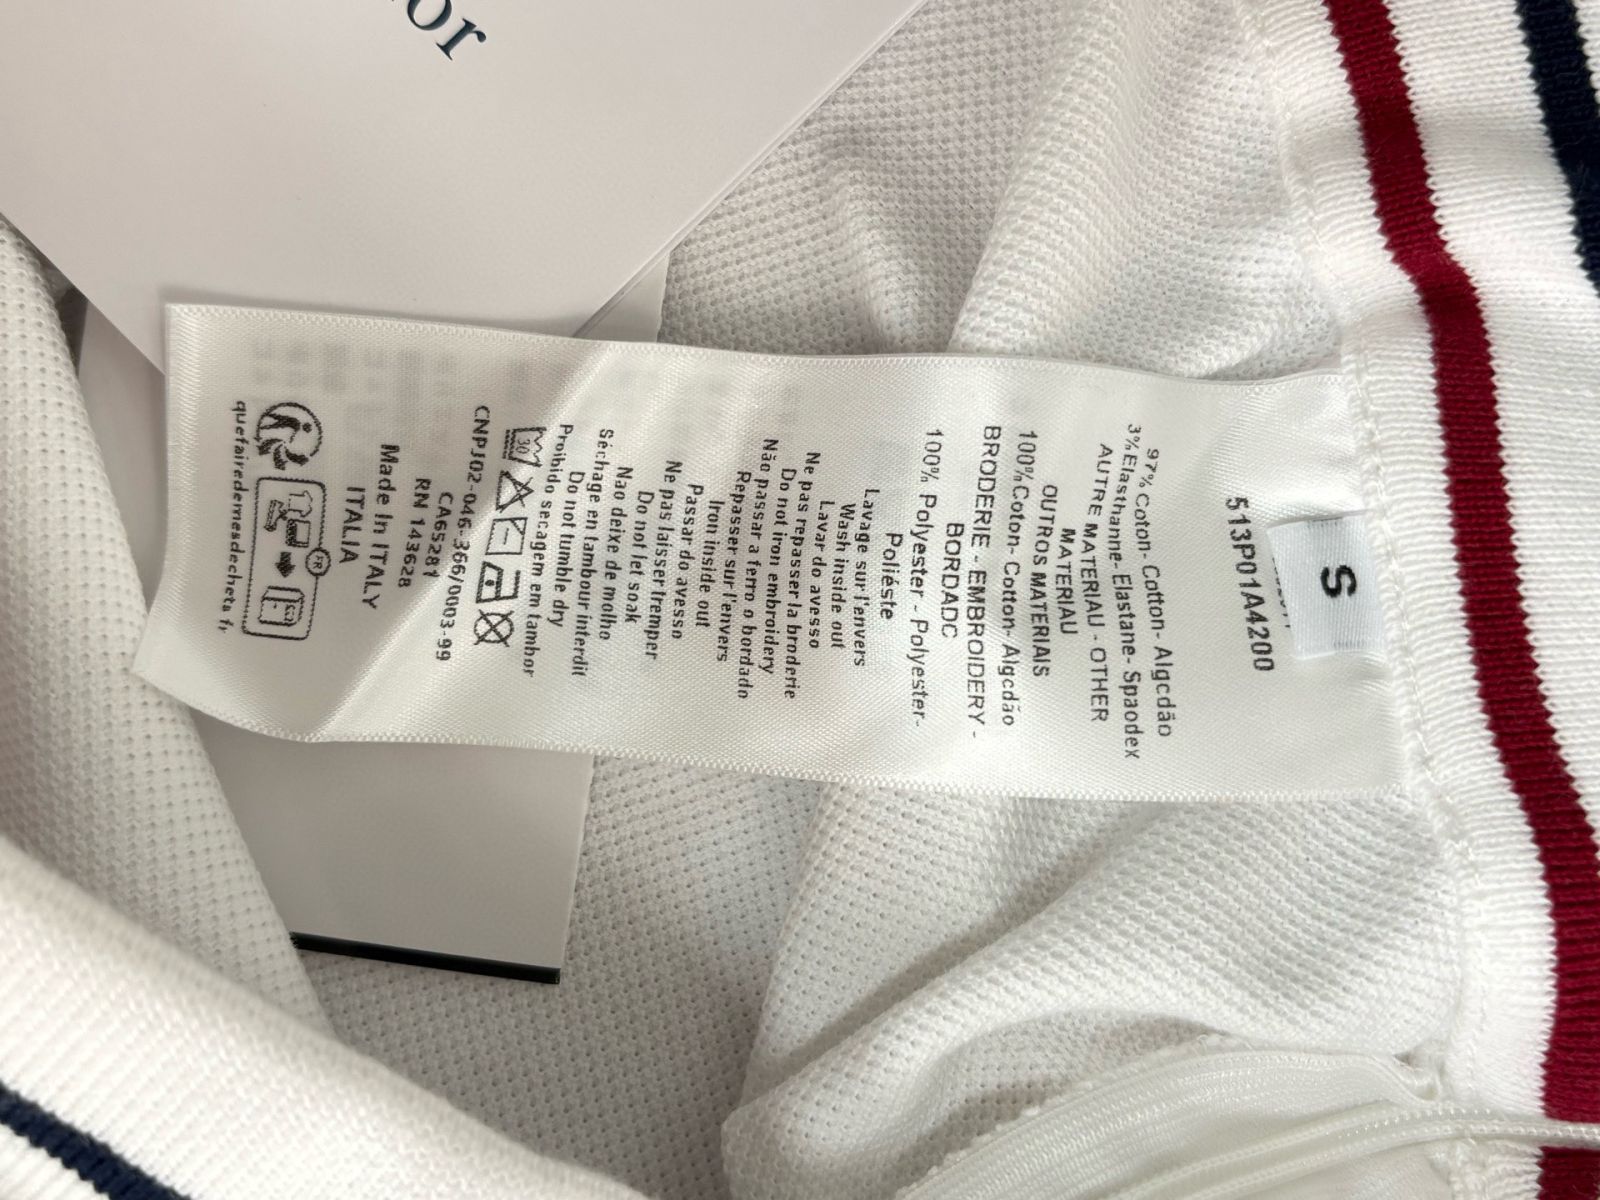 or
S
513P01A4200
97% Coton- Cotton- Algcdão
3%Elasthanne- Elastane- Spaodex
AUTRE MATERIAU - OTHER
MATERIAU
OUTROS MATERIAIS
100%Coton- Cotton- Algcdão
BRODERIE - EMBROIDERY -
BORDADC
100% Polyester - Polyester-
Poliéste
Lavage sur l'envers
Wash inside out
Lavar do avesso
Ne pas repasser la broderie
Do not iron embroidery
Não passar a ferro o bordado
Repasser sur l'envers
Iron inside out
Passar do avesso
Ne pas laisser tremper
Do not let soak
Nao deixe de molho
Séchage en tambour interdit
Do not tumble dry
Proibido secagem em tambor
30
CNPJ02-046-366/0003-99
CA65281
RN 143628
Made In ITALY
ITALIA
FR
quefairedemesdechets fr